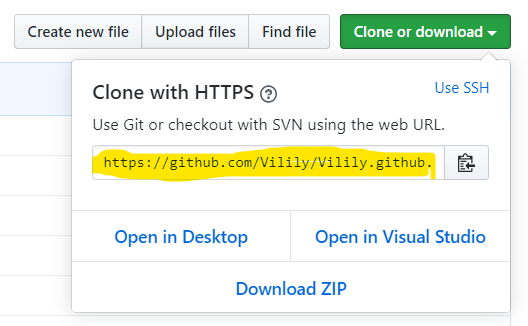 Create new file Upload files Find file Clone or download
Clone with HTTPS ?
Use SSH
Use Git or checkout with SVN using the web URL.
https://github.com/Vilily/Vilily.github.
Open in Desktop Open in Visual Studio
Download ZIP